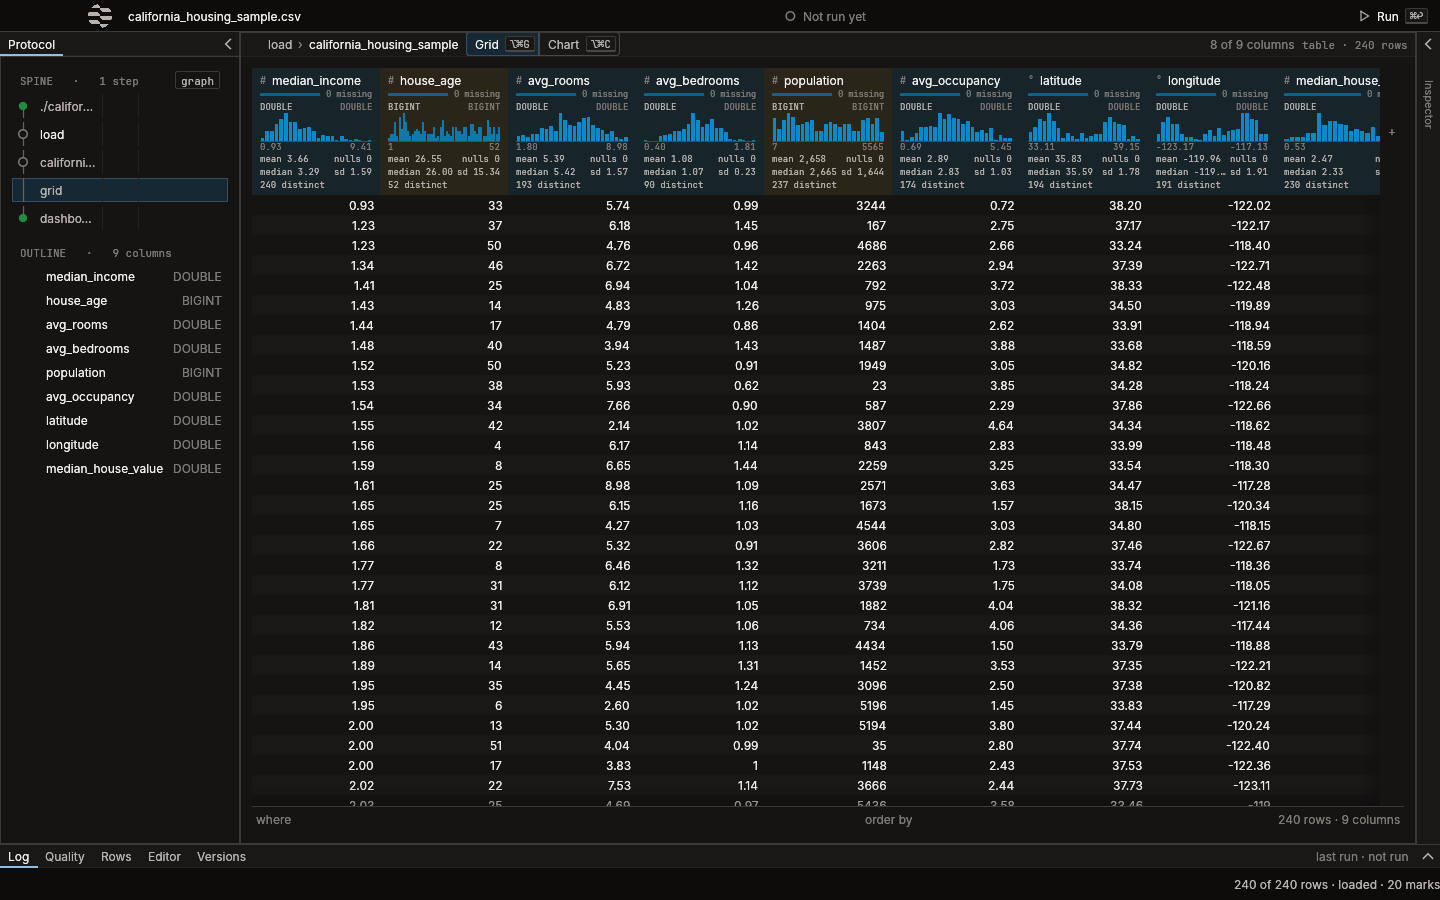 california_housing_sample.csv
Not run yet
Run
Protocol
load › california_housing_sample
Grid ⌥⌘G
Chart ⌥⌘C
8 of 9 columns table · 240 rows
SPINE · 1 step graph
./califor...
load
californi...
grid
dashbo...
OUTLINE · 9 columns
median_income DOUBLE
house_age BIGINT
avg_rooms DOUBLE
avg_bedrooms DOUBLE
population BIGINT
avg_occupancy DOUBLE
latitude DOUBLE
longitude DOUBLE
median_house_value DOUBLE
# median_income # house_age # avg_rooms # avg_bedrooms # population # avg_occupancy ° latitude ° longitude # median_house_
0 missing 0 missing 0 missing 0 missing 0 missing 0 missing 0 missing 0 missing 0 m
DOUBLE DOUBLE BIGINT BIGINT DOUBLE DOUBLE DOUBLE DOUBLE BIGINT BIGINT DOUBLE DOUBLE DOUBLE DOUBLE DOUBLE DOUBLE DOUBLE
0.93 9.41 1 52 1.80 8.98 0.40 1.81 7 5565 0.69 5.45 33.11 39.15 -123.17 -117.13 0.53
mean 3.66 nulls 0 mean 26.55 nulls 0 mean 5.39 nulls 0 mean 1.08 nulls 0 mean 2,658 nulls 0 mean 2.89 nulls 0 mean 35.83 nulls 0 mean -119.96 nulls 0 mean 2.47 n
median 3.29 sd 1.59 median 26.00 sd 15.34 median 5.42 sd 1.57 median 1.07 sd 0.23 median 2,665 sd 1,644 median 2.83 sd 1.03 median 35.59 sd 1.78 median -119.… sd 1.91 median 2.33 s
240 distinct 52 distinct 193 distinct 90 distinct 237 distinct 174 distinct 194 distinct 191 distinct 230 distinct
0.93 33 5.74 0.99 3244 0.72 38.20 -122.02
1.23 37 6.18 1.45 167 2.75 37.17 -122.17
1.23 50 4.76 0.96 4686 2.66 33.24 -118.40
1.34 46 6.72 1.42 2263 2.94 37.39 -122.71
1.41 25 6.94 1.04 792 3.72 38.33 -122.48
1.43 14 4.83 1.26 975 3.03 34.50 -119.89
1.44 17 4.79 0.86 1404 2.62 33.91 -118.94
1.48 40 3.94 1.43 1487 3.88 33.68 -118.59
1.52 50 5.23 0.91 1949 3.05 34.82 -120.16
1.53 38 5.93 0.62 23 3.85 34.28 -118.24
1.54 34 7.66 0.90 587 2.29 37.86 -122.66
1.55 42 2.14 1.02 3807 4.64 34.34 -118.62
1.56 4 6.17 1.14 843 2.83 33.99 -118.48
1.59 8 6.65 1.44 2259 3.25 33.54 -118.30
1.61 25 8.98 1.09 2571 3.63 34.47 -117.28
1.65 25 6.15 1.16 1673 1.57 38.15 -120.34
1.65 7 4.27 1.03 4544 3.03 34.80 -118.15
1.66 22 5.32 0.91 3606 2.82 37.46 -122.67
1.77 8 6.46 1.32 3211 1.73 33.74 -118.36
1.77 31 6.12 1.12 3739 1.75 34.08 -118.05
1.81 31 6.91 1.05 1882 4.04 38.32 -121.16
1.82 12 5.53 1.06 734 4.06 34.36 -117.44
1.86 43 5.94 1.13 4434 1.50 33.79 -118.88
1.89 14 5.65 1.31 1452 3.53 37.35 -122.21
1.95 35 4.45 1.24 3096 2.50 37.38 -120.82
1.95 6 2.60 1.02 5196 1.45 33.83 -117.29
2.00 13 5.30 1.02 5194 3.80 37.44 -120.24
2.00 51 4.04 0.99 35 2.80 37.74 -122.40
2.00 17 3.83 1 1148 2.43 37.53 -122.36
2.02 22 7.53 1.14 3666 2.44 37.73 -123.11
2.03 25 4.69 0.97 5436 3.58 33.46 -119
where
order by
240 rows · 9 columns
+
Inspector
Log Quality Rows Editor Versions
last run · not run
240 of 240 rows · loaded · 20 marks